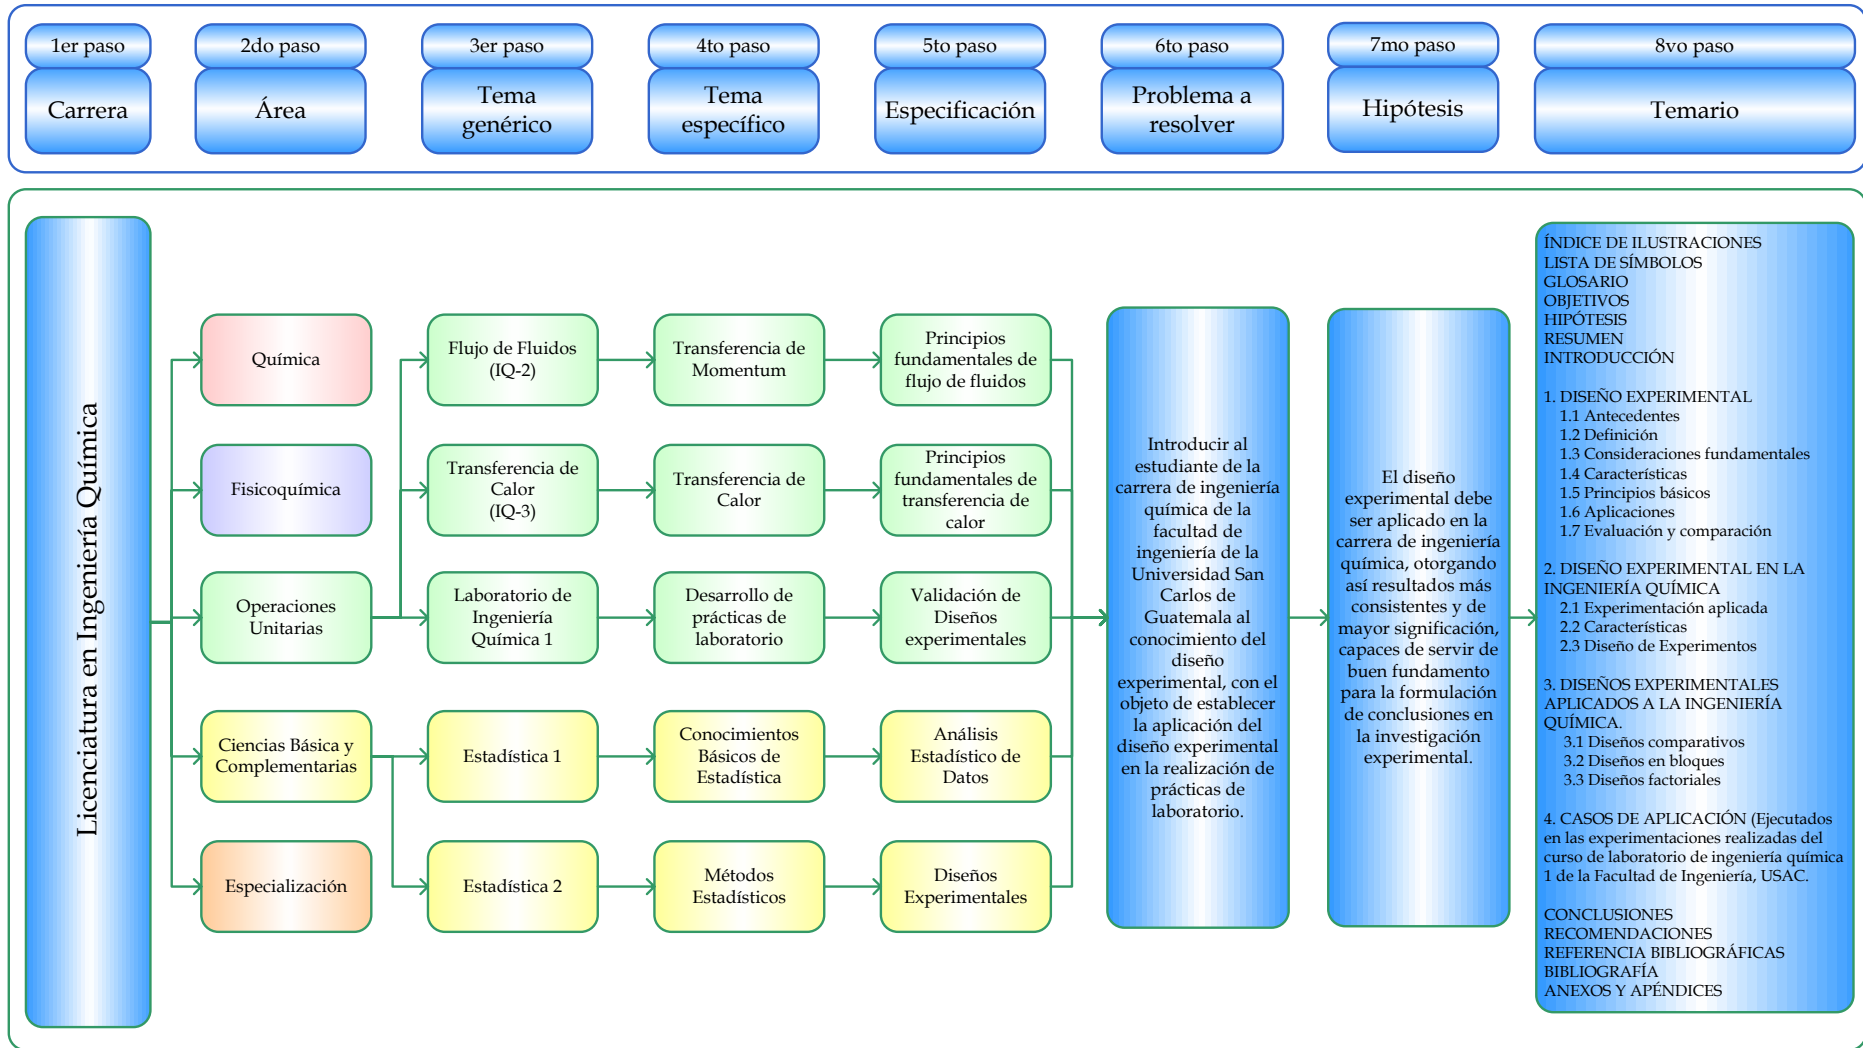 1er paso
2do paso
3er paso
4to paso
5to paso
6to paso
7mo paso
8vo paso
Carrera
Área
Tema
genérico
Tema
específico
Especificación
Problema a
resolver
Hipótesis
Temario
Licenciatura en Ingeniería Química
Química
Fisicoquímica
Operaciones
Unitarias
Ciencias Básica y
Complementarias
Especialización
Flujo de Fluidos
(IQ-2)
Transferencia de
Calor
(IQ-3)
Laboratorio de
Ingeniería
Química 1
Estadística 1
Estadística 2
Transferencia de
Momentum
Transferencia de
Calor
Desarrollo de
prácticas de
laboratorio
Conocimientos
Básicos de
Estadística
Métodos
Estadísticos
Principios
fundamentales de
flujo de fluidos
Principios
fundamentales de
transferencia de
calor
Validación de
Diseños
experimentales
Análisis
Estadístico de
Datos
Diseños
Experimentales
Introducir al
estudiante de la
carrera de ingeniería
química de la
facultad de
ingeniería de la
Universidad San
Carlos de
Guatemala al
conocimiento del
diseño
experimental, con el
objeto de establecer
la aplicación del
diseño experimental
en la realización de
prácticas de
laboratorio.
El diseño
experimental debe
ser aplicado en la
carrera de ingeniería
química, otorgando
así resultados más
consistentes y de
mayor significación,
capaces de servir de
buen fundamento
para la formulación
de conclusiones en
la investigación
experimental.
ÍNDICE DE ILUSTRACIONES
LISTA DE SÍMBOLOS
GLOSARIO
OBJETIVOS
HIPÓTESIS
RESUMEN
INTRODUCCIÓN
1. DISEÑO EXPERIMENTAL
1.1 Antecedentes
1.2 Definición
1.3 Consideraciones fundamentales
1.4 Características
1.5 Principios básicos
1.6 Aplicaciones
1.7 Evaluación y comparación
2. DISEÑO EXPERIMENTAL EN LA
INGENIERÍA QUÍMICA
2.1 Experimentación aplicada
2.2 Características
2.3 Diseño de Experimentos
3. DISEÑOS EXPERIMENTALES
APLICADOS A LA INGENIERÍA
QUÍMICA.
3.1 Diseños comparativos
3.2 Diseños en bloques
3.3 Diseños factoriales
4. CASOS DE APLICACIÓN (Ejecutados
en las experimentaciones realizadas del
curso de laboratorio de ingeniería química
1 de la Facultad de Ingeniería, USAC.
CONCLUSIONES
RECOMENDACIONES
REFERENCIA BIBLIOGRÁFICAS
BIBLIOGRAFÍA
ANEXOS Y APÉNDICES